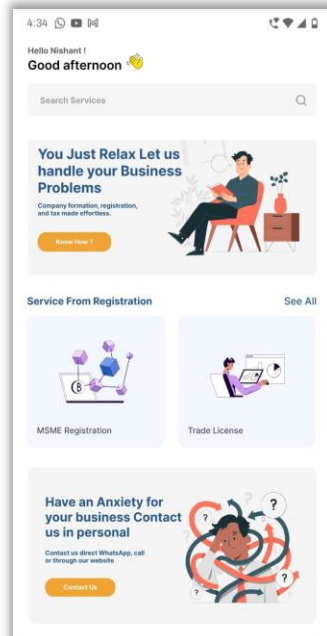 4:34
Hello Nishant !
Good afternoon
Search Services
You Just Relax Let us
handle your Business
Problems
Company formation, registration,
and tax made effortless.
Know How ?
Service From Registration See All
MSME Registration Trade License
Have an Anxiety for
your business Contact
us in personal
Contact us direct WhatsApp, call
or through our website
Contact Us